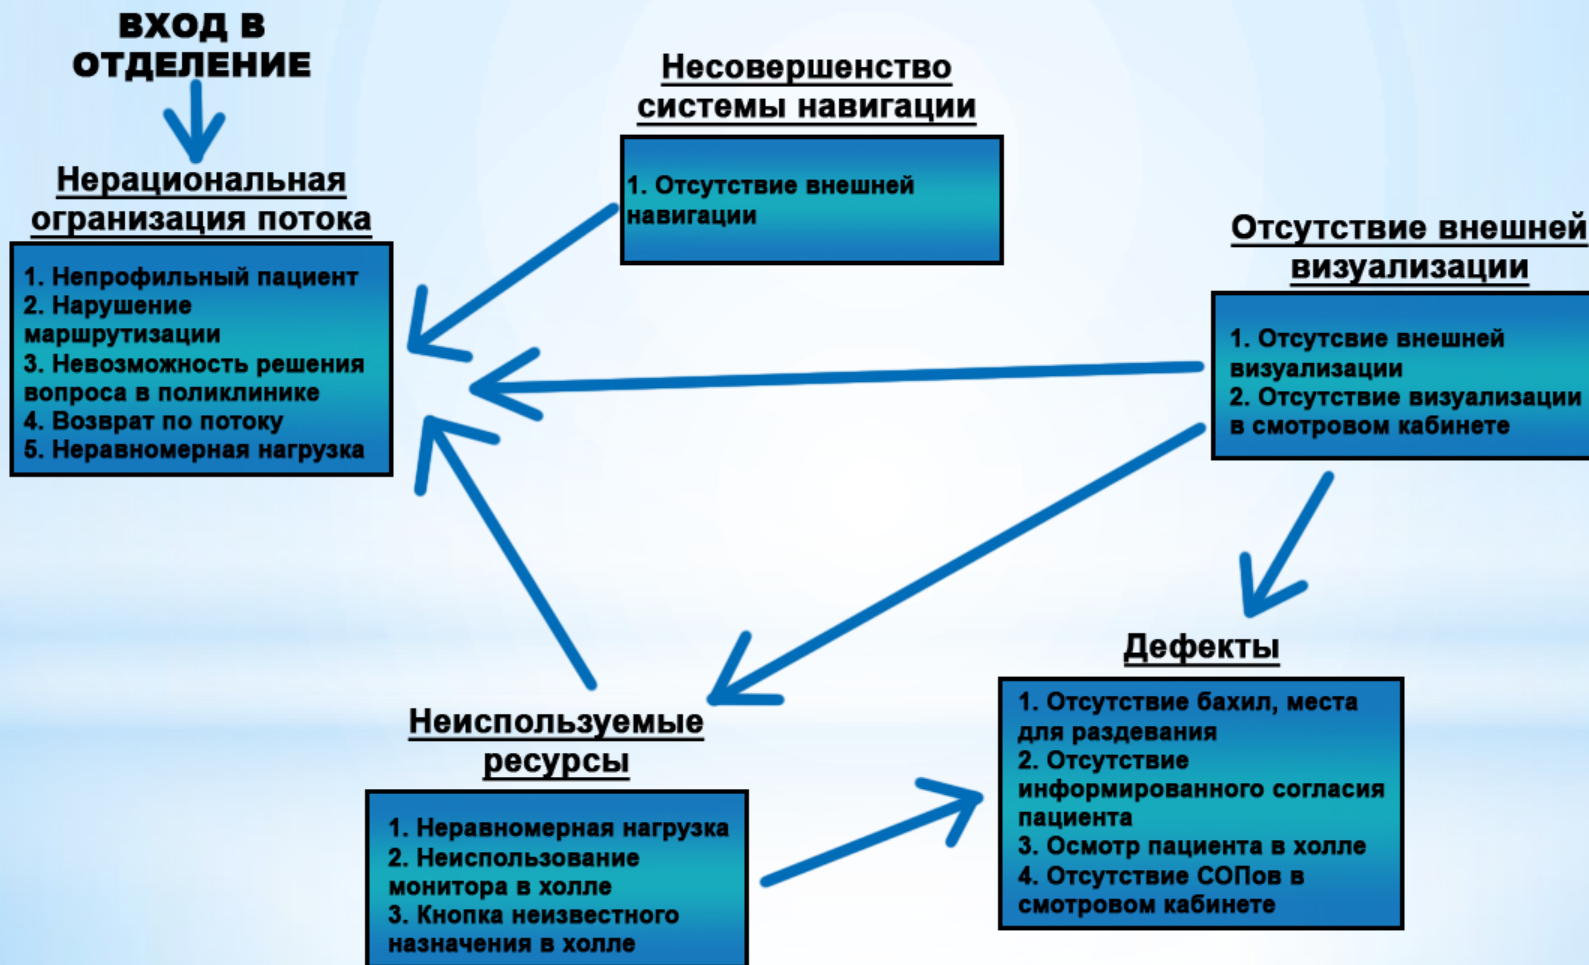 ВХОД В
ОТДЕЛЕНИЕ
Нерациональная
огранизация потока
1. Непрофильный пациент
2. Нарушение
маршрутизации
3. Невозможность решения
вопроса в поликлинике
4. Возврат по потоку
5. Неравномерная нагрузка
Несовершенство
системы навигации
1. Отсутствие внешней
навигации
Отсутствие внешней
визуализации
1. Отсутсвие внешней
визуализации
2. Отсутствие визуализации
в смотровом кабинете
Неиспользуемые
ресурсы
1. Неравномерная нагрузка
2. Неиспользование
монитора в холле
3. Кнопка неизвестного
назначения в холле
Дефекты
1. Отсутствие бахил, места
для раздевания
2. Отсутствие
информированного согласия
пациента
3. Осмотр пациента в холле
4. Отсутствие СОПов в
смотровом кабинете